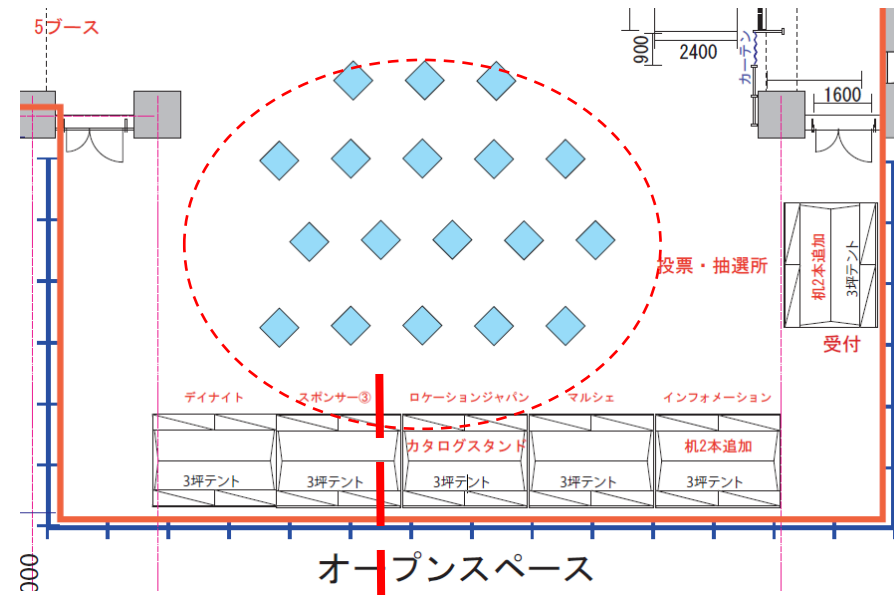 5ブース
900
2400
カーテン
1600
投票・抽選所
机2本追加
3坪テント
受付
デイナイト
スポンサー③
ロケーションジャパン
マルシェ
インフォメーション
カタログスタンド
机2本追加
3坪テント
3坪テント
3坪テント
3坪テント
3坪テント
オープンスペース
000